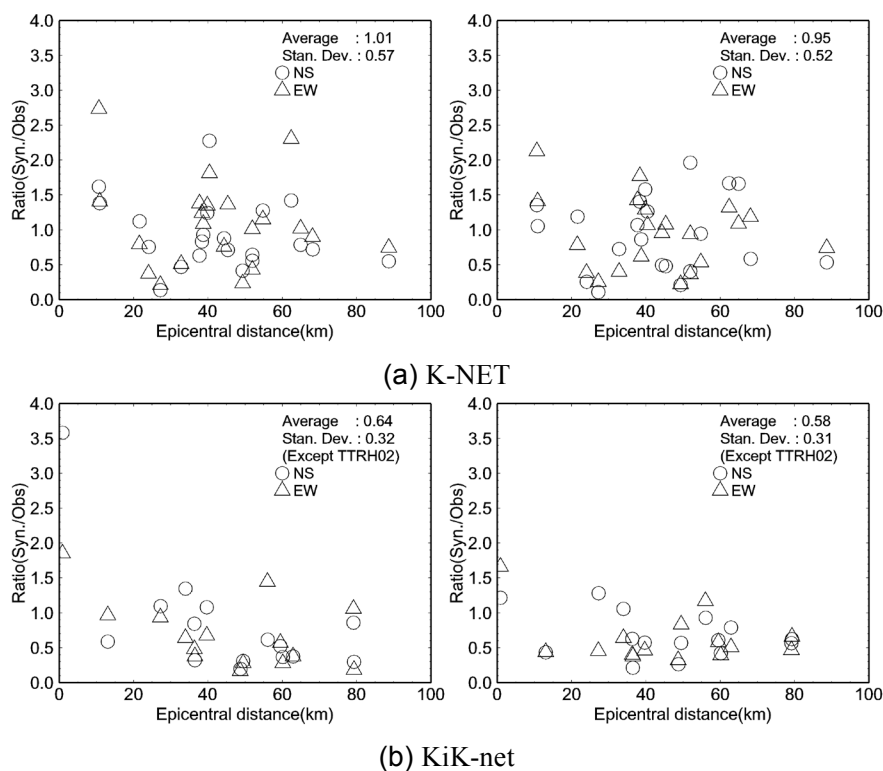 4.0
3.5
3.0
2.5
2.0
1.5
1.0
0.5
0.0
Ratio(Syn./Obs)
Average : 1.01
Stan. Dev. : 0.57
NS
EW
0 20 40 60 80 100
Epicentral distance(km)
4.0
3.5
3.0
2.5
2.0
1.5
1.0
0.5
0.0
Ratio(Syn./Obs)
Average : 0.95
Stan. Dev. : 0.52
NS
EW
0 20 40 60 80 100
Epicentral distance(km)
(a) K-NET
4.0
3.5
3.0
2.5
2.0
1.5
1.0
0.5
0.0
Ratio(Syn./Obs)
Average : 0.64
Stan. Dev. : 0.32
(Except TTRH02)
NS
EW
0 20 40 60 80 100
Epicentral distance(km)
4.0
3.5
3.0
2.5
2.0
1.5
1.0
0.5
0.0
Ratio(Syn./Obs)
Average : 0.58
Stan. Dev. : 0.31
(Except TTRH02)
NS
EW
0 20 40 60 80 100
Epicentral distance(km)
(b) KiK-net